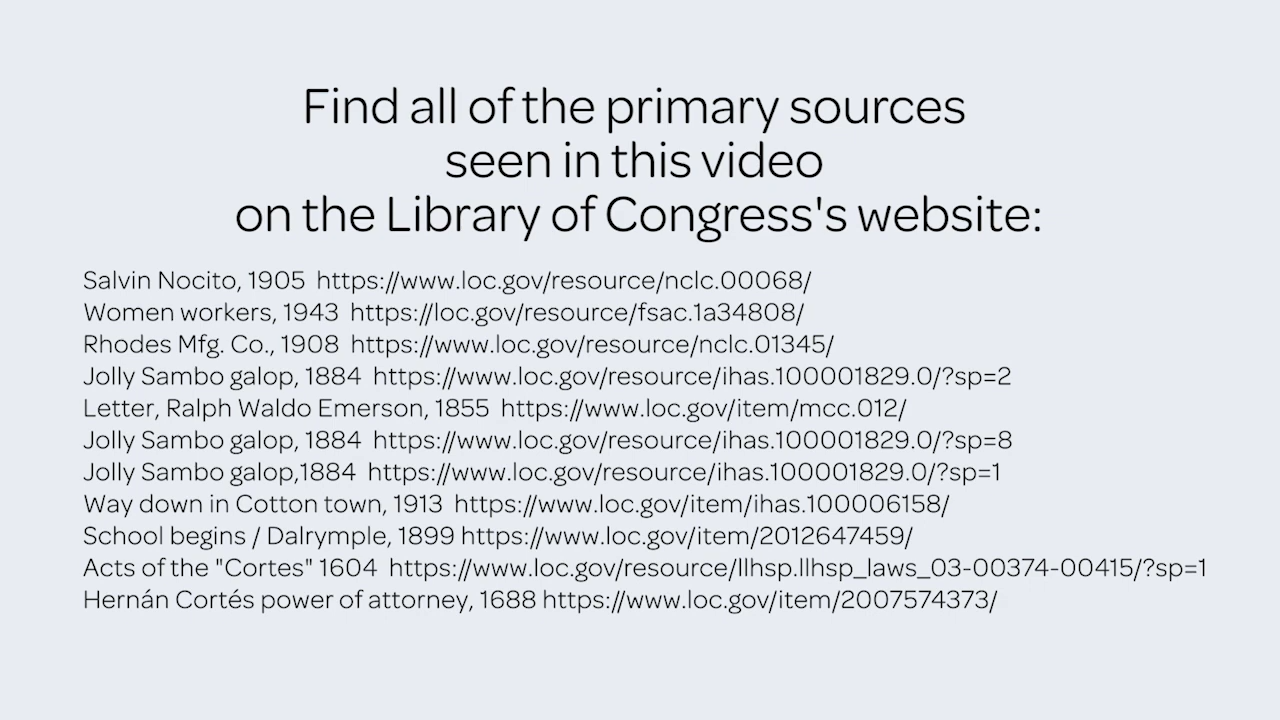 Find all of the primary sources
seen in this video
on the Library of Congress's website:
Salvin Nocito, 1905 https://www.loc.gov/resource/nclc.00068/
Women workers, 1943 https://loc.gov/resource/fsac.1a34808/
Rhodes Mfg. Co., 1908 https://www.loc.gov/resource/nclc.01345/
Jolly Sambo galop, 1884 https://www.loc.gov/resource/ihas.100001829.0/?sp=2
Letter, Ralph Waldo Emerson, 1855 https://www.loc.gov/item/mcc.012/
Jolly Sambo galop, 1884 https://www.loc.gov/resource/ihas.100001829.0/?sp=8
Jolly Sambo galop,1884 https://www.loc.gov/resource/ihas.100001829.0/?sp=1
Way down in Cotton town, 1913 https://www.loc.gov/item/ihas.100006158/
School begins / Dalrymple, 1899 https://www.loc.gov/item/2012647459/
Acts of the "Cortes" 1604 https://www.loc.gov/resource/llhsp.llhsp_laws_03-00374-00415/?sp=1
Hernán Cortés power of attorney, 1688 https://www.loc.gov/item/2007574373/